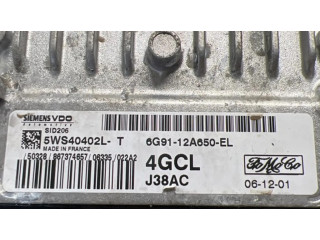 SIEMENS VDO
AUTOMOTIVE
SID206
5WS40402L- T 6G91-12A650-EL
MADE IN FRANCE
/50328 /867374657 /06335 /022A2
4GCL
J38AC
FoMoCo
06-12-01